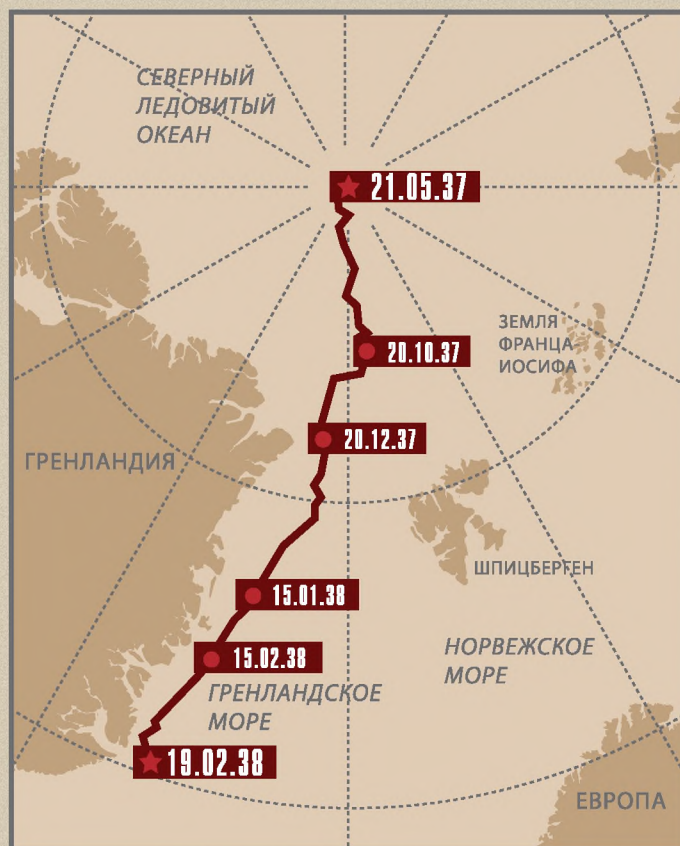 СЕВЕРНЫЙ
ЛЕДОВИТЫЙ
ОКЕАН
21.05.37
ЗЕМЛЯ
ФРАНЦА-
ИОСИФА
20.10.37
20.12.37
ГРЕНЛАНДИЯ
ШПИЦБЕРГЕН
15.01.38
НОРВЕЖСКОЕ
МОРЕ
15.02.38
ГРЕНЛАНДСКОЕ
МОРЕ
19.02.38
ЕВРОПА